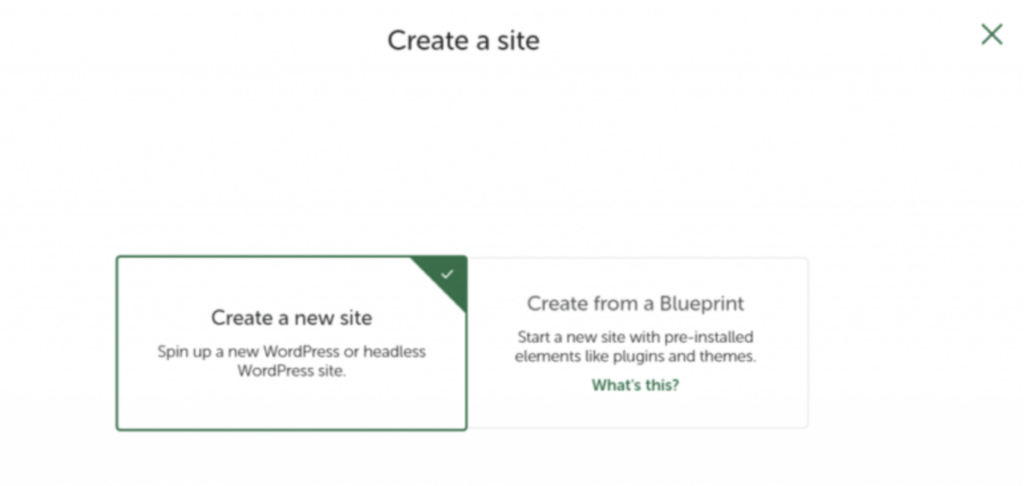 Create a site
Create a new site
Spin up a new WordPress or headless
WordPress site.
Create from a Blueprint
Start a new site with pre-installed
elements like plugins and themes.
What's this?